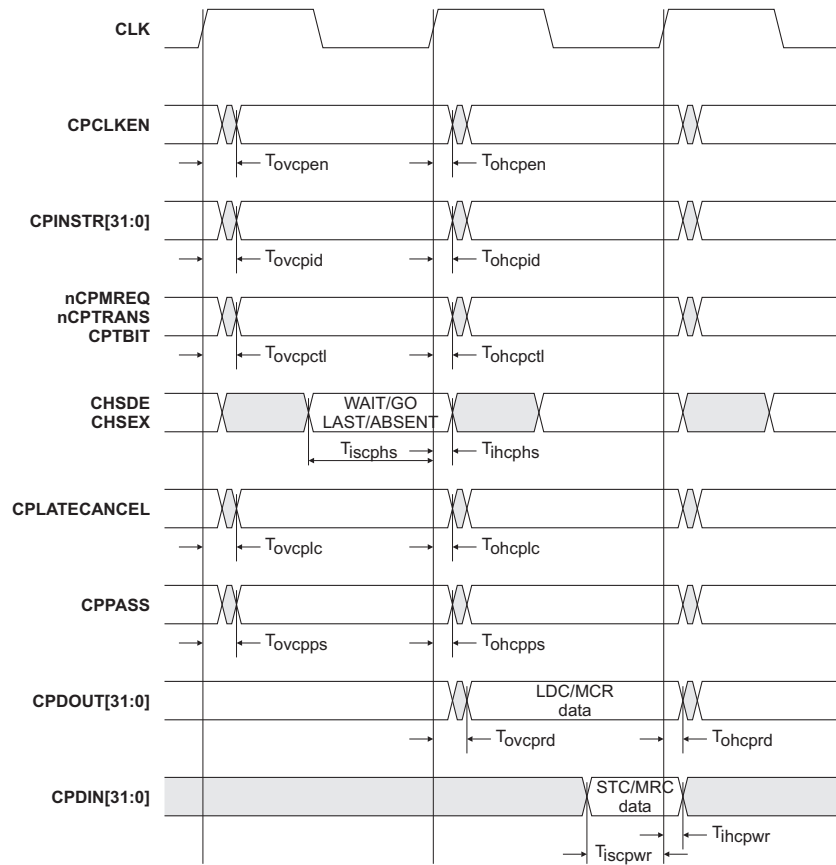 CLK
CPCLKEN
Tovcpen
Tohcpen
CPINSTR[31:0]
Tovcpid
Tohcpid
nCPMREQ
nCPTRANS
CPTBIT
Tovcpctl
Tohcpctl
CHSDE
CHSEX
WAIT/GO
LAST/ABSENT
Tiscphs
Tihcphs
CPLATECANCEL
Tovcplc
Tohcplc
CPPASS
Tovcpps
Tohcpps
CPDOUT[31:0]
LDC/MCR
data
Tovcprd
Tohcprd
CPDIN[31:0]
STC/MRC
data
Tihcpwr
Tiscpwr